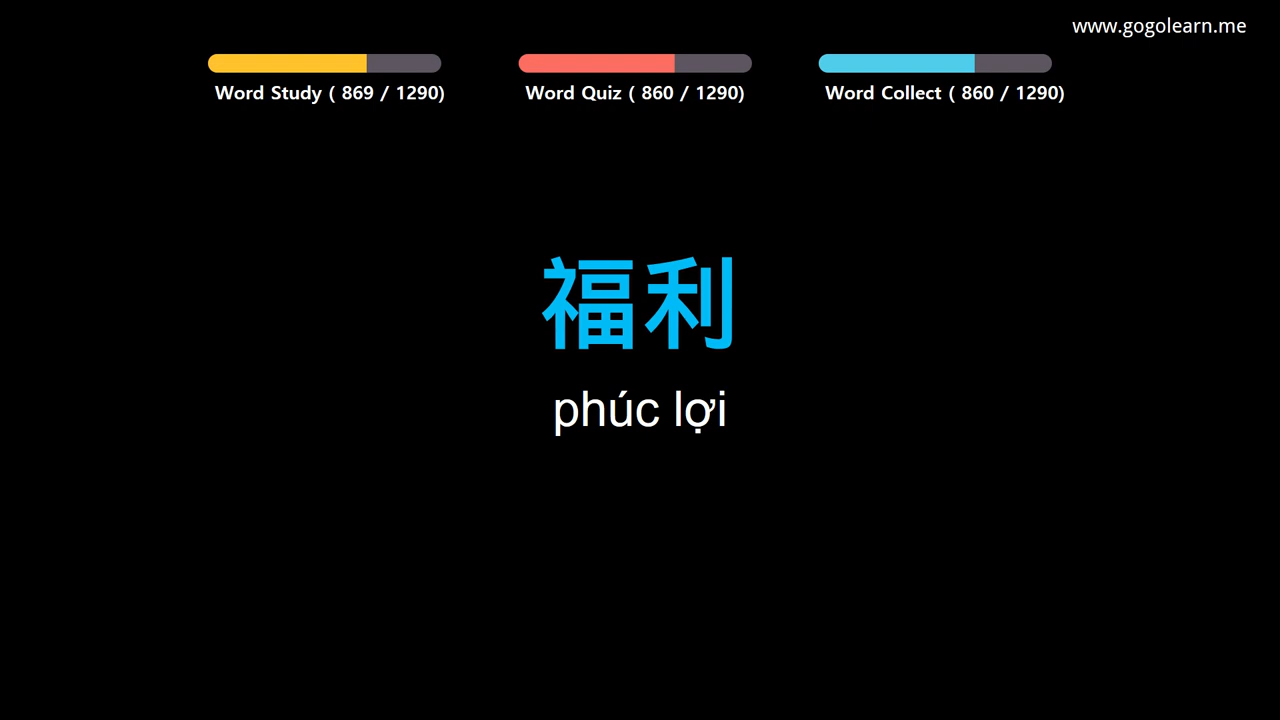 www.gogolearn.me
Word Study ( 869 / 1290)
Word Quiz ( 860 / 1290)
Word Collect ( 860 / 1290)
福利
phúc lợi